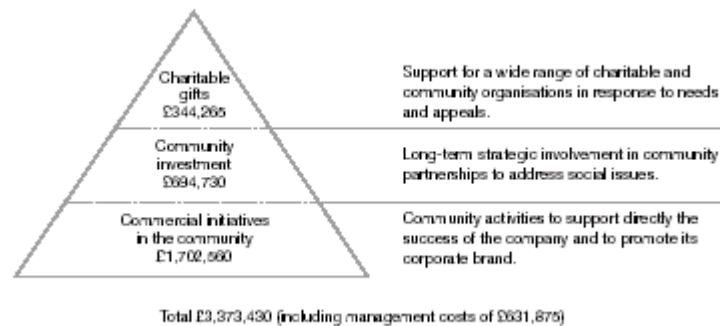 Charitable
gifts
£344,265
Support for a wide range of charitable and
community organisations in response to needs
and appeals.
Community
investment
£694,730
Long-term strategic involvement in community
partnerships to address social issues.
Commercial initiatives
in the community
£1,702,560
Community activities to support directly the
success of the company and to promote its
corporate brand.
Total £3,373,430 (including management costs of £631,875)